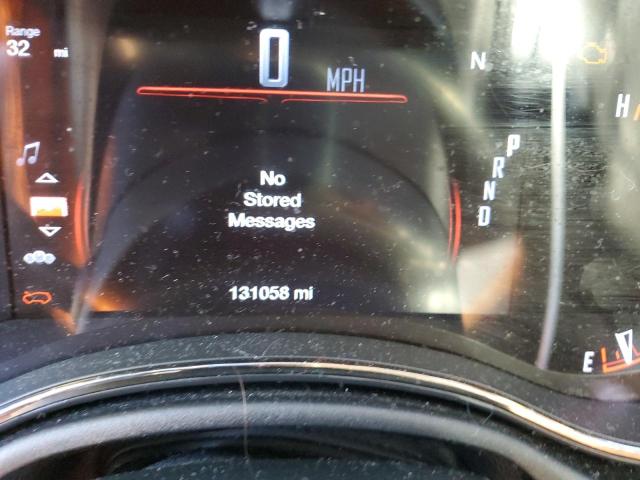 Range
32 mi
0
MPH
N
H
P
R
N
D
No
Stored
Messages
131058 mi
E